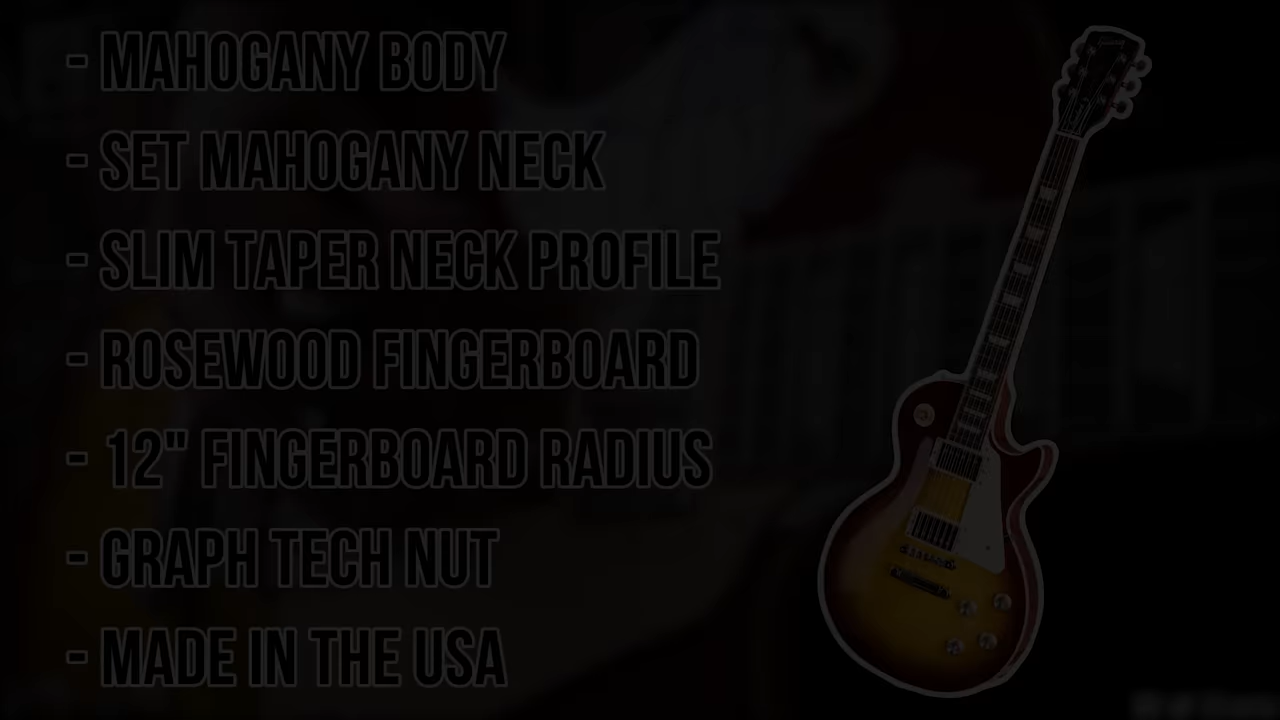 - MAHOGANY BODY
- SET MAHOGANY NECK
- SLIM TAPER NECK PROFILE
- ROSEWOOD FINGERBOARD
- 12" FINGERBOARD RADIUS
- GRAPH TECH NUT
- MADE IN THE USA
Gibson